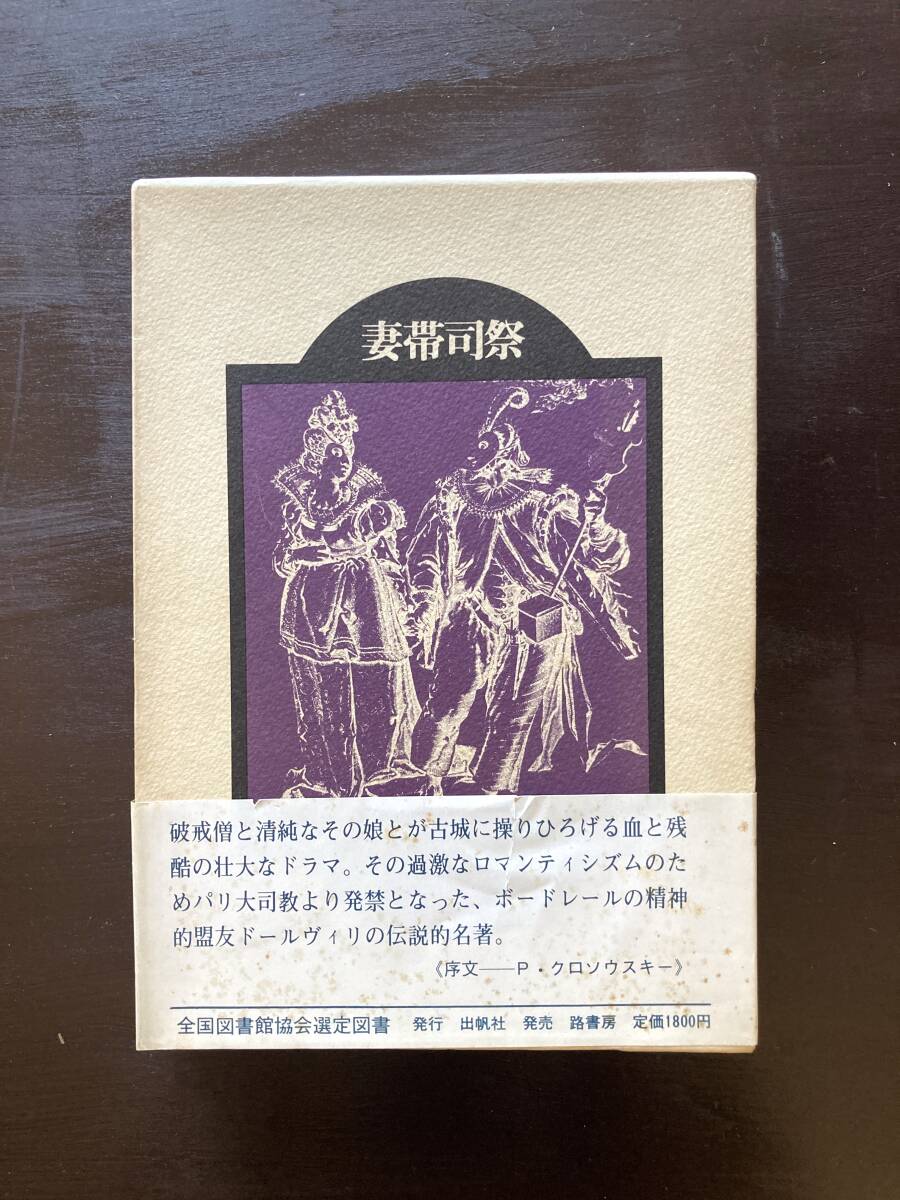 妻帯司祭
破戒僧と清純なその娘とが古城に操りひろげる血と残
酷の壮大なドラマ。その過激なロマンティシズムのた
めパリ大司教より発禁となった、ボードレールの精神
的盟友ドールヴィリの伝説的名著。
《序文――P・クロソウスキー》
全国図書館協会選定図書 発行 出帆社 発売 路書房 定価1800円